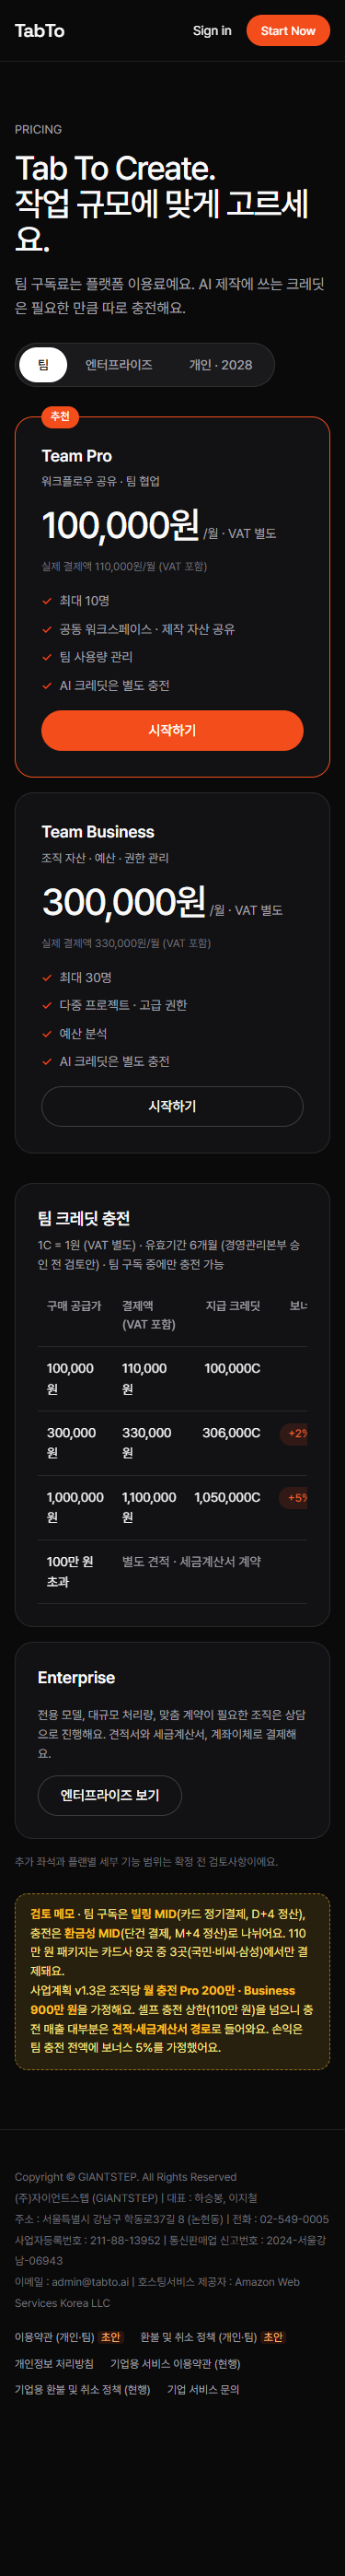 TabTo
Sign in
Start Now
PRICING
Tab To Create.
작업 규모에 맞게 고르세
요.
팀 구독료는 플랫폼 이용료예요. AI 제작에 쓰는 크레딧
은 필요한 만큼 따로 충전해요.
팀
엔터프라이즈
개인 · 2028
추천
Team Pro
워크플로우 공유 · 팀 협업
100,000원 /월 · VAT 별도
실제 결제액 110,000원/월 (VAT 포함)
✓ 최대 10명
✓ 공통 워크스페이스 · 제작 자산 공유
✓ 팀 사용량 관리
✓ AI 크레딧은 별도 충전
시작하기
Team Business
조직 자산 · 예산 · 권한 관리
300,000원 /월 · VAT 별도
실제 결제액 330,000원/월 (VAT 포함)
✓ 최대 30명
✓ 다중 프로젝트 · 고급 권한
✓ 예산 분석
✓ AI 크레딧은 별도 충전
시작하기
팀 크레딧 충전
1C = 1원 (VAT 별도) · 유효기간 6개월 (경영관리본부 승
인 전 검토안) · 팀 구독 중에만 충전 가능
구매 공급가 결제액 지급 크레딧
(VAT 포함)
100,000 110,000 100,000C
원 원
300,000 330,000 306,000C +2%
원 원
1,000,000 1,100,000 1,050,000C +5%
원 원
100만 원 별도 견적 · 세금계산서 계약
초과
Enterprise
전용 모델, 대규모 처리량, 맞춤 계약이 필요한 조직은 상담
으로 진행해요. 견적서와 세금계산서, 계좌이체로 결제해
요.
엔터프라이즈 보기
추가 좌석과 플랜별 세부 기능 범위는 확정 전 검토사항이에요.
검토 메모 · 팀 구독은 빌링 MID(카드 정기결제, D+4 정산),
충전은 환금성 MID(단건 결제, M+4 정산)로 나뉘어요. 110
만 원 패키지는 카드사 9곳 중 3곳(국민·비씨·삼성)에서만 결
제돼요.
사업계획 v1.3은 조직당 월 충전 Pro 200만 · Business
900만 원을 가정해요. 셀프 충전 상한(110만 원)을 넘으니 충
전 매출 대부분은 견적·세금계산서 경로로 들어와요. 손익은
팀 충전 전액에 보너스 5%를 가정했어요.
Copyright © GIANTSTEP. All Rights Reserved
(주)자이언트스텝 (GIANTSTEP) | 대표 : 하승봉, 이지철
주소 : 서울특별시 강남구 학동로37길 8 (논현동) | 전화 : 02-549-0005
사업자등록번호 : 211-88-13952 | 통신판매업 신고번호 : 2024-서울강
남-06943
이메일 : admin@tabto.ai | 호스팅서비스 제공자 : Amazon Web
Services Korea LLC
이용약관 (개인·팀) 초안 환불 및 취소 정책 (개인·팀) 초안
개인정보 처리방침 기업용 서비스 이용약관 (현행)
기업용 환불 및 취소 정책 (현행) 기업 서비스 문의